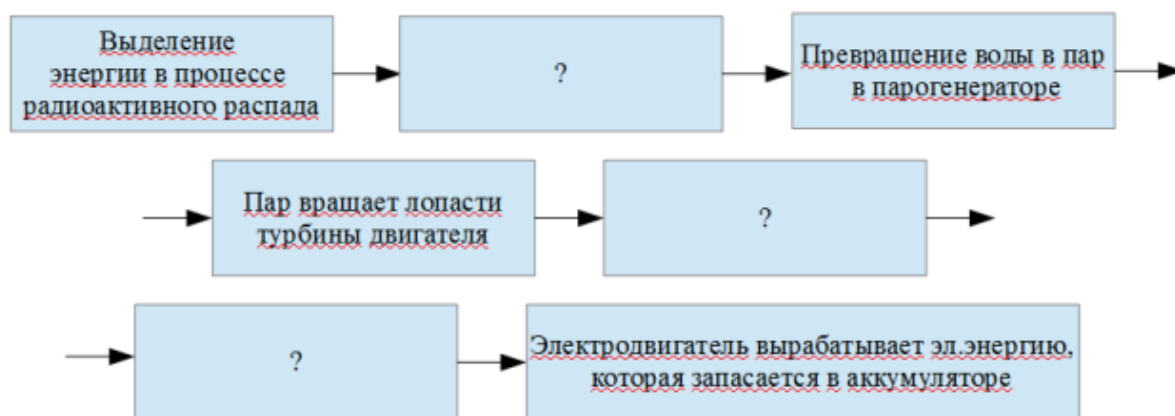 Выделение
энергии в процессе
радиоактивного распада
?
Превращение воды в пар
в парогенераторе
Пар вращает лопасти
турбины двигателя
?
?
Электродвигатель вырабатывает эл.энергию,
которая запасается в аккумуляторе